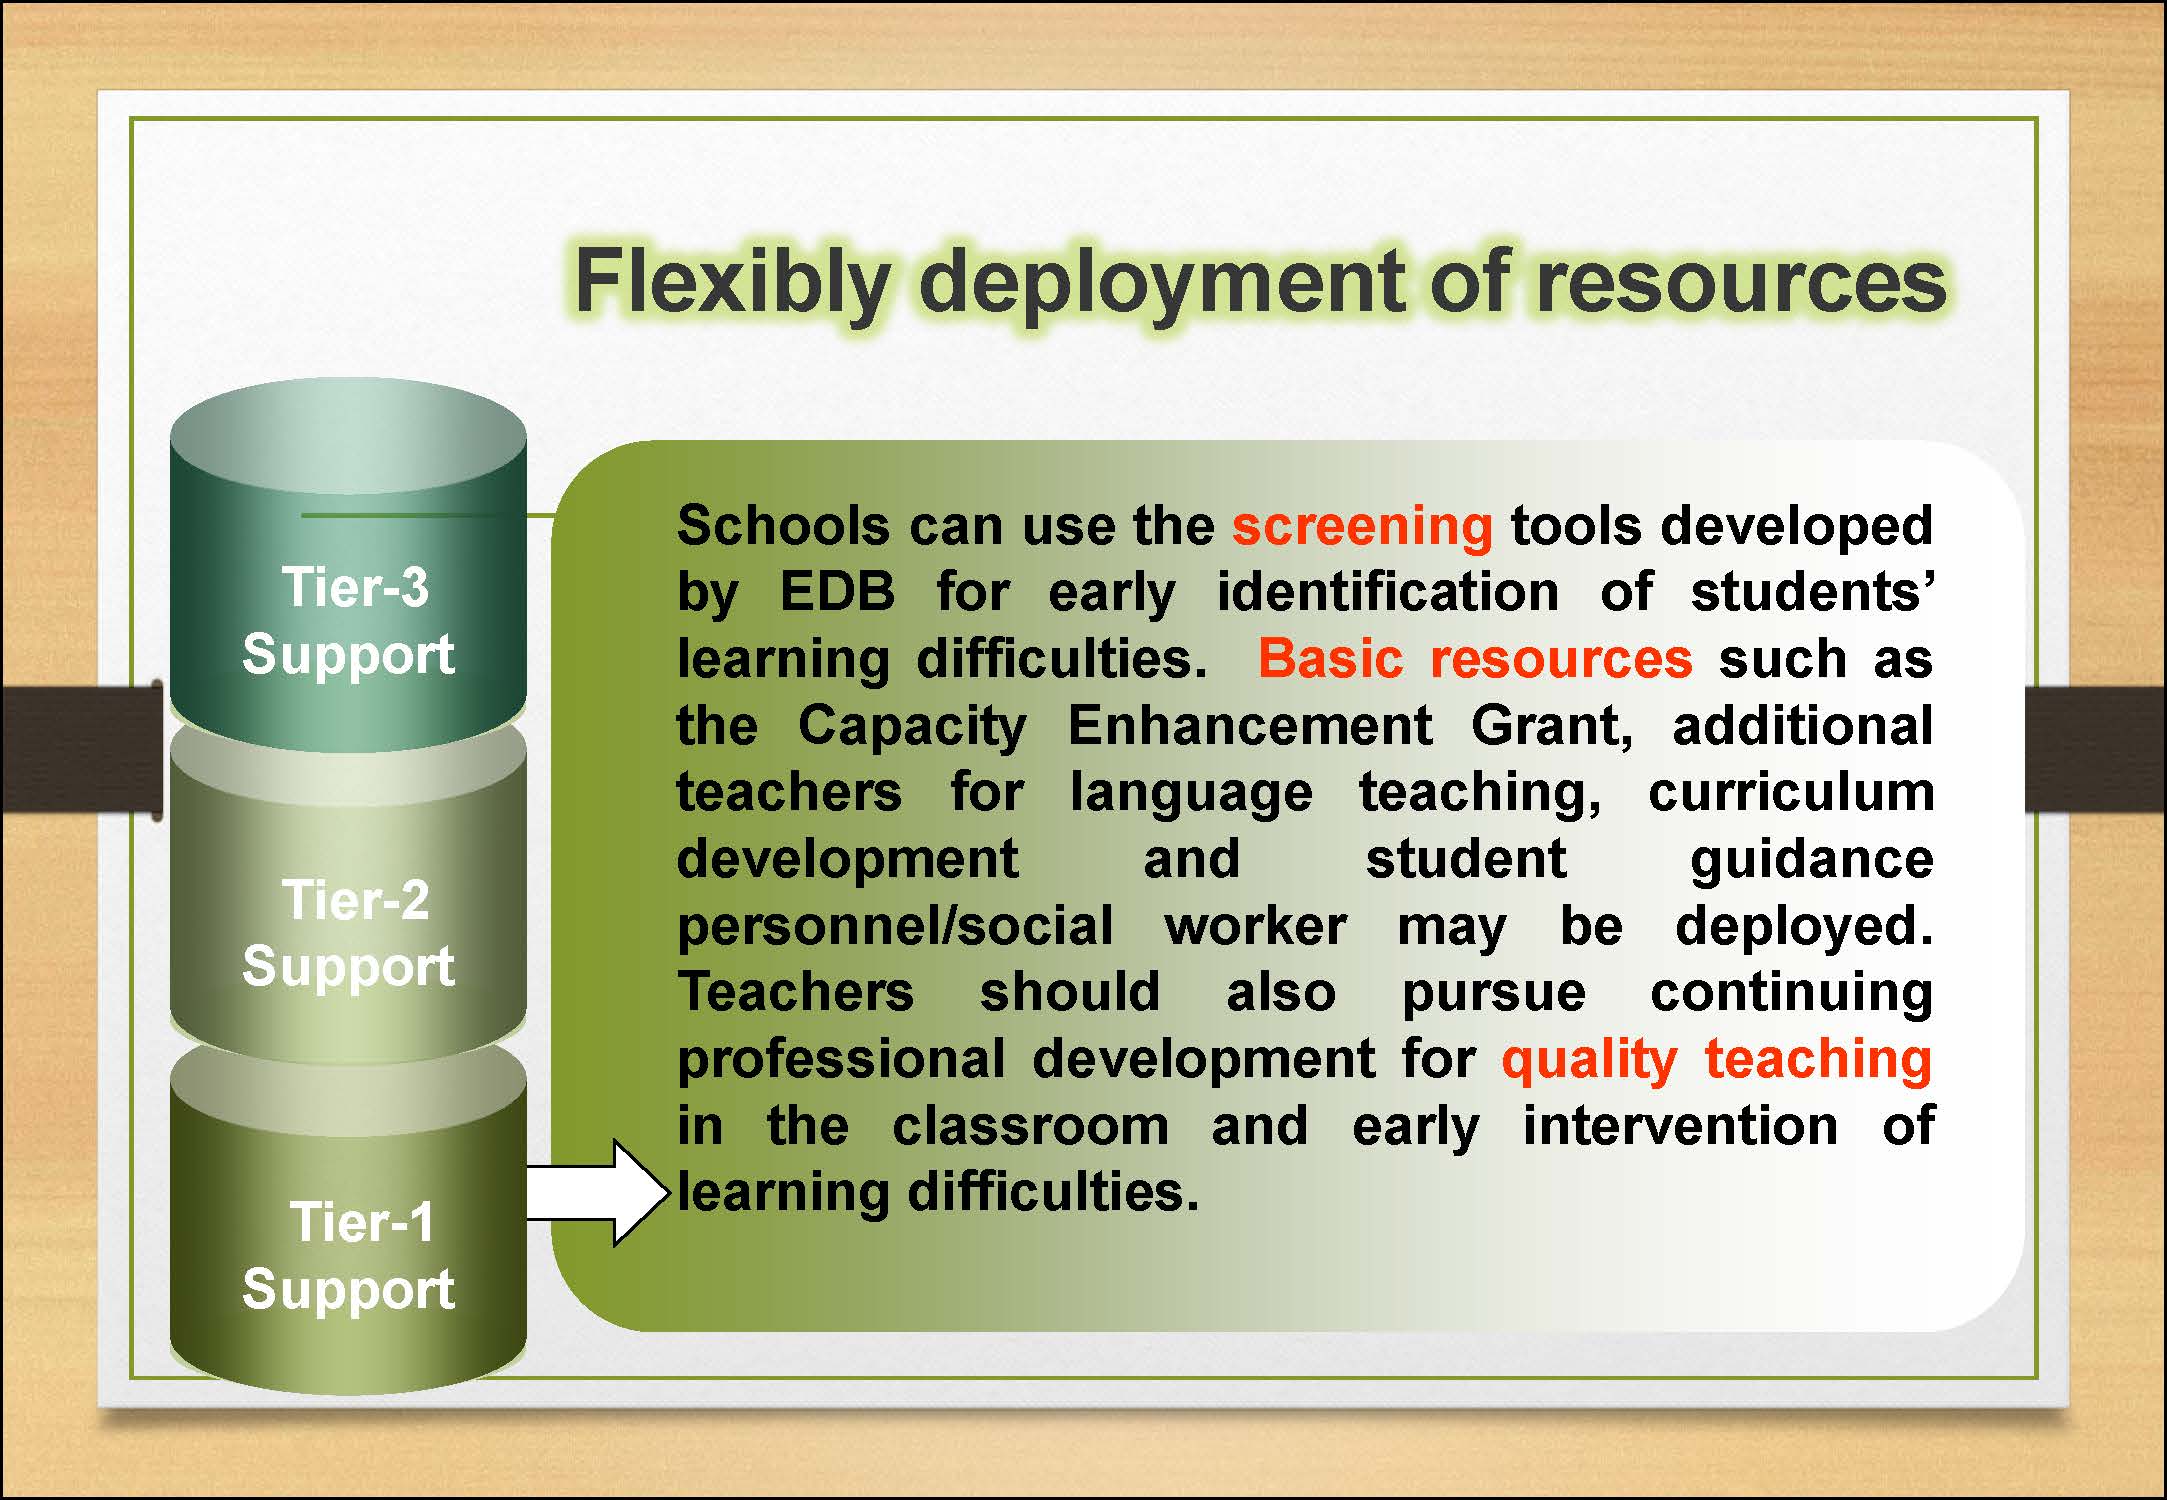 Flexibly deployment of resources
Tier-3
Support
Tier-2
Support
Tier-1
Support
Schools can use the screening tools developed
by EDB for early identification of students’
learning difficulties. Basic resources such as
the Capacity Enhancement Grant, additional
teachers for language teaching, curriculum
development and student guidance
personnel/social worker may be deployed.
Teachers should also pursue continuing
professional development for quality teaching
in the classroom and early intervention of
learning difficulties.